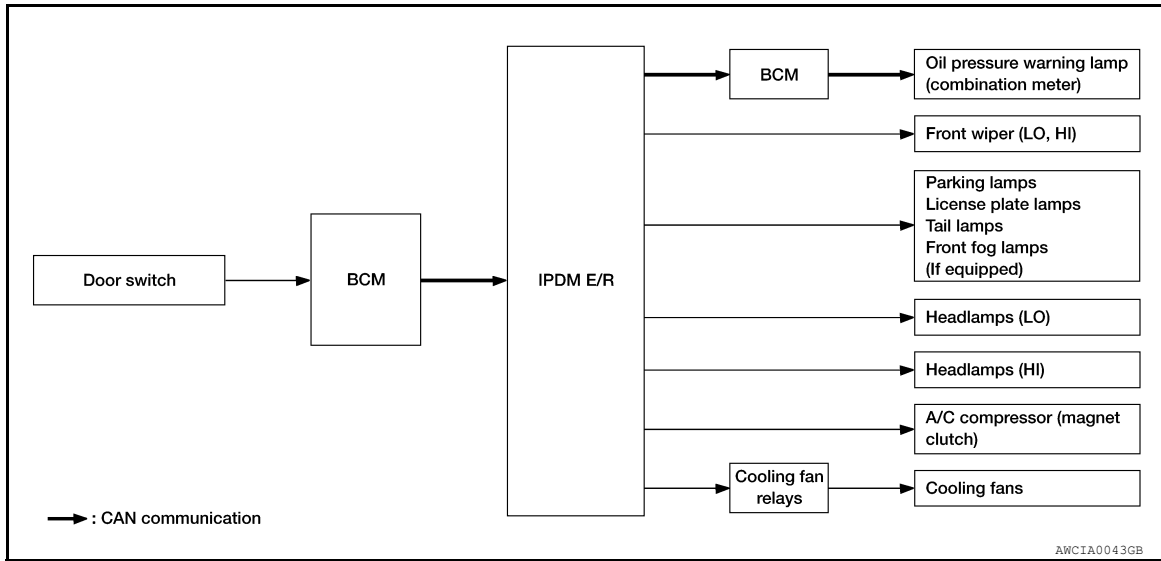 Door switch
BCM
IPDM E/R
BCM
Oil pressure warning lamp
(combination meter)
Front wiper (LO, HI)
Parking lamps
License plate lamps
Tail lamps
Front fog lamps
(If equipped)
Headlamps (LO)
Headlamps (HI)
A/C compressor (magnet
clutch)
Cooling fan
relays
Cooling fans
: CAN communication
AWCIA0043GB